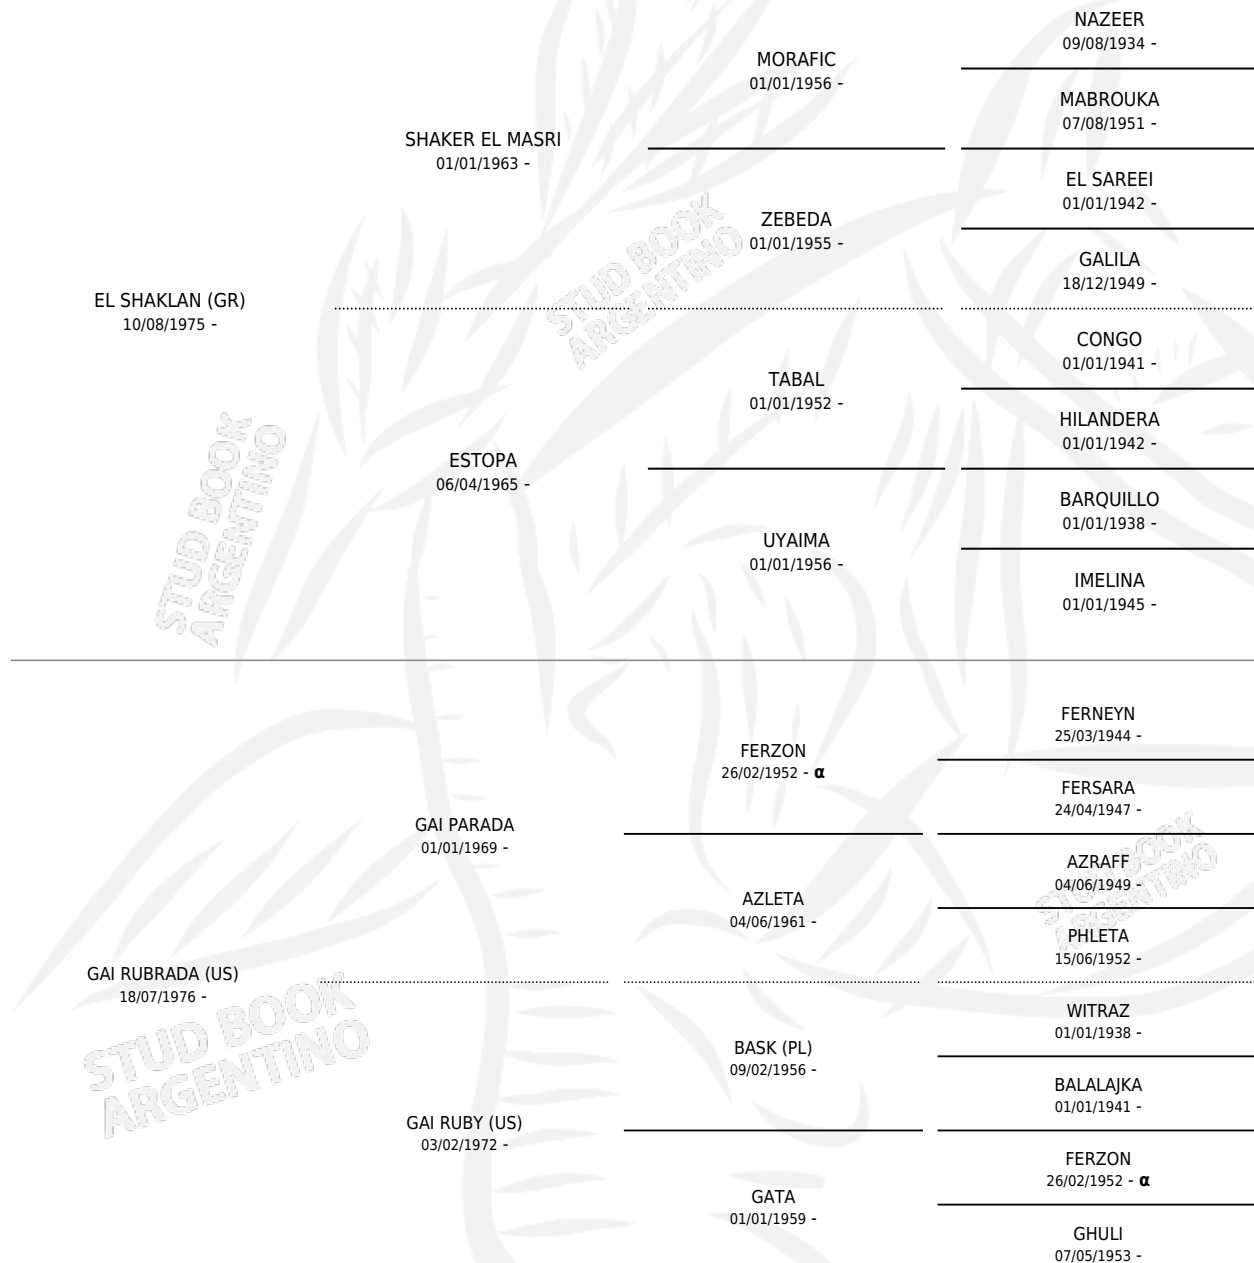 NAZEER
09/08/1934 -
MORAFIC
01/01/1956 -
MABROUKA
07/08/1951 -
SHAKER EL MASRI
01/01/1963 -
EL SAREEI
01/01/1942 -
ZEBEDA
01/01/1955 -
GALILA
18/12/1949 -
EL SHAKLAN (GR)
10/08/1975 -
STUD BOOK
ARGENTINO
CONGO
01/01/1941 -
TABAL
01/01/1952 -
HILANDERA
01/01/1942 -
ESTOPA
06/04/1965 -
STUD BOOK
ARGENTINO
BARQUILLO
01/01/1938 -
UYAIMA
01/01/1956 -
IMELINA
01/01/1945 -
FERNEYN
25/03/1944 -
FERZON
26/02/1952 - α
FERSARA
24/04/1947 -
GAI PARADA
01/01/1969 -
AZRAFF
04/06/1949 -
STUD BOOK
ARGENTINO
AZLETA
04/06/1961 -
PHLETA
15/06/1952 -
GAI RUBRADA (US)
18/07/1976 -
STUD BOOK
ARGENTINO
WITRAZ
01/01/1938 -
BASK (PL)
09/02/1956 -
BALALAJKA
01/01/1941 -
GAI RUBY (US)
03/02/1972 -
FERZON
26/02/1952 - α
GATA
01/01/1959 -
GHULI
07/05/1953 -